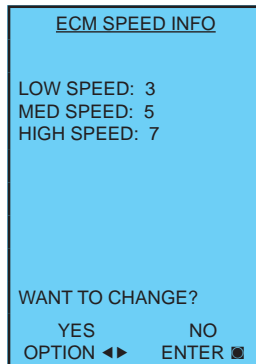 ECM SPEED INFO
LOW SPEED: 3
MED SPEED: 5
HIGH SPEED: 7
WANT TO CHANGE?
YES NO
OPTION ◄► ENTER ◙